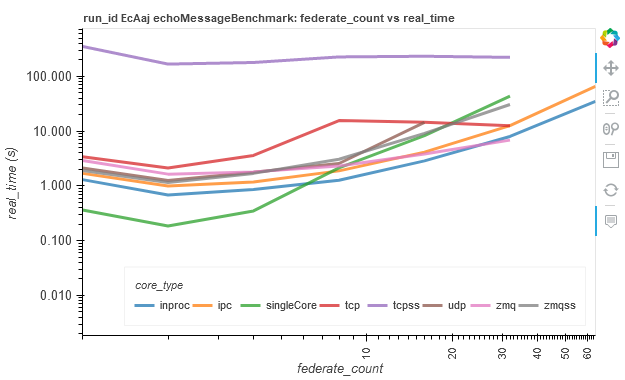 run_id EcAaj echoMessageBenchmark: federate_count vs real_time
real_time (s)
100.000
10.000
1.000
0.100
0.010
core_type
inproc ipc singleCore tcp tcpss udp zmq zmqss
10 20 30 40 50 60
federate_count